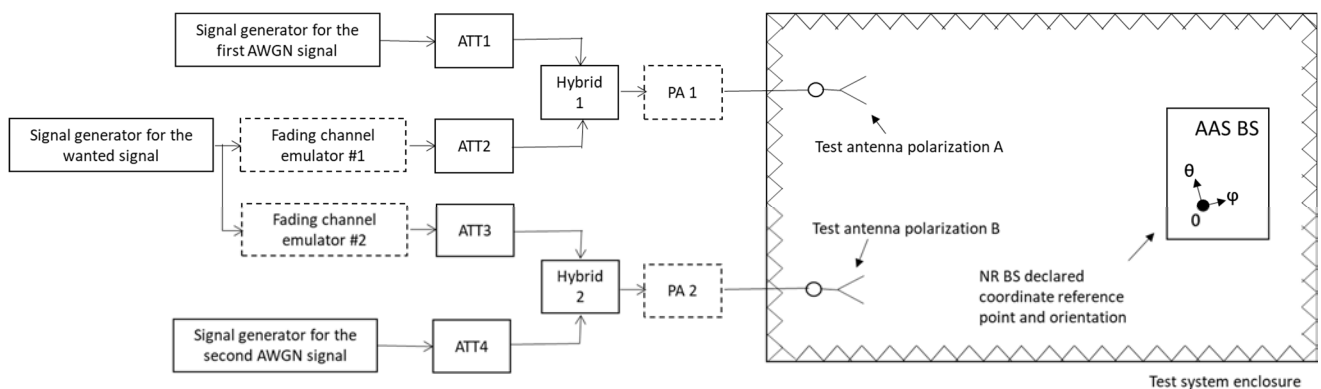 Signal generator for the
first AWGN signal
ATT1
Hybrid
1
PA 1
Signal generator for the
wanted signal
Fading channel
emulator #1
ATT2
Test antenna polarization A
AAS BS
θ
φ
0
Fading channel
emulator #2
ATT3
Test antenna polarization B
Hybrid
2
PA 2
NR BS declared
coordinate reference
point and orientation
Signal generator for the
second AWGN signal
ATT4
Test system enclosure